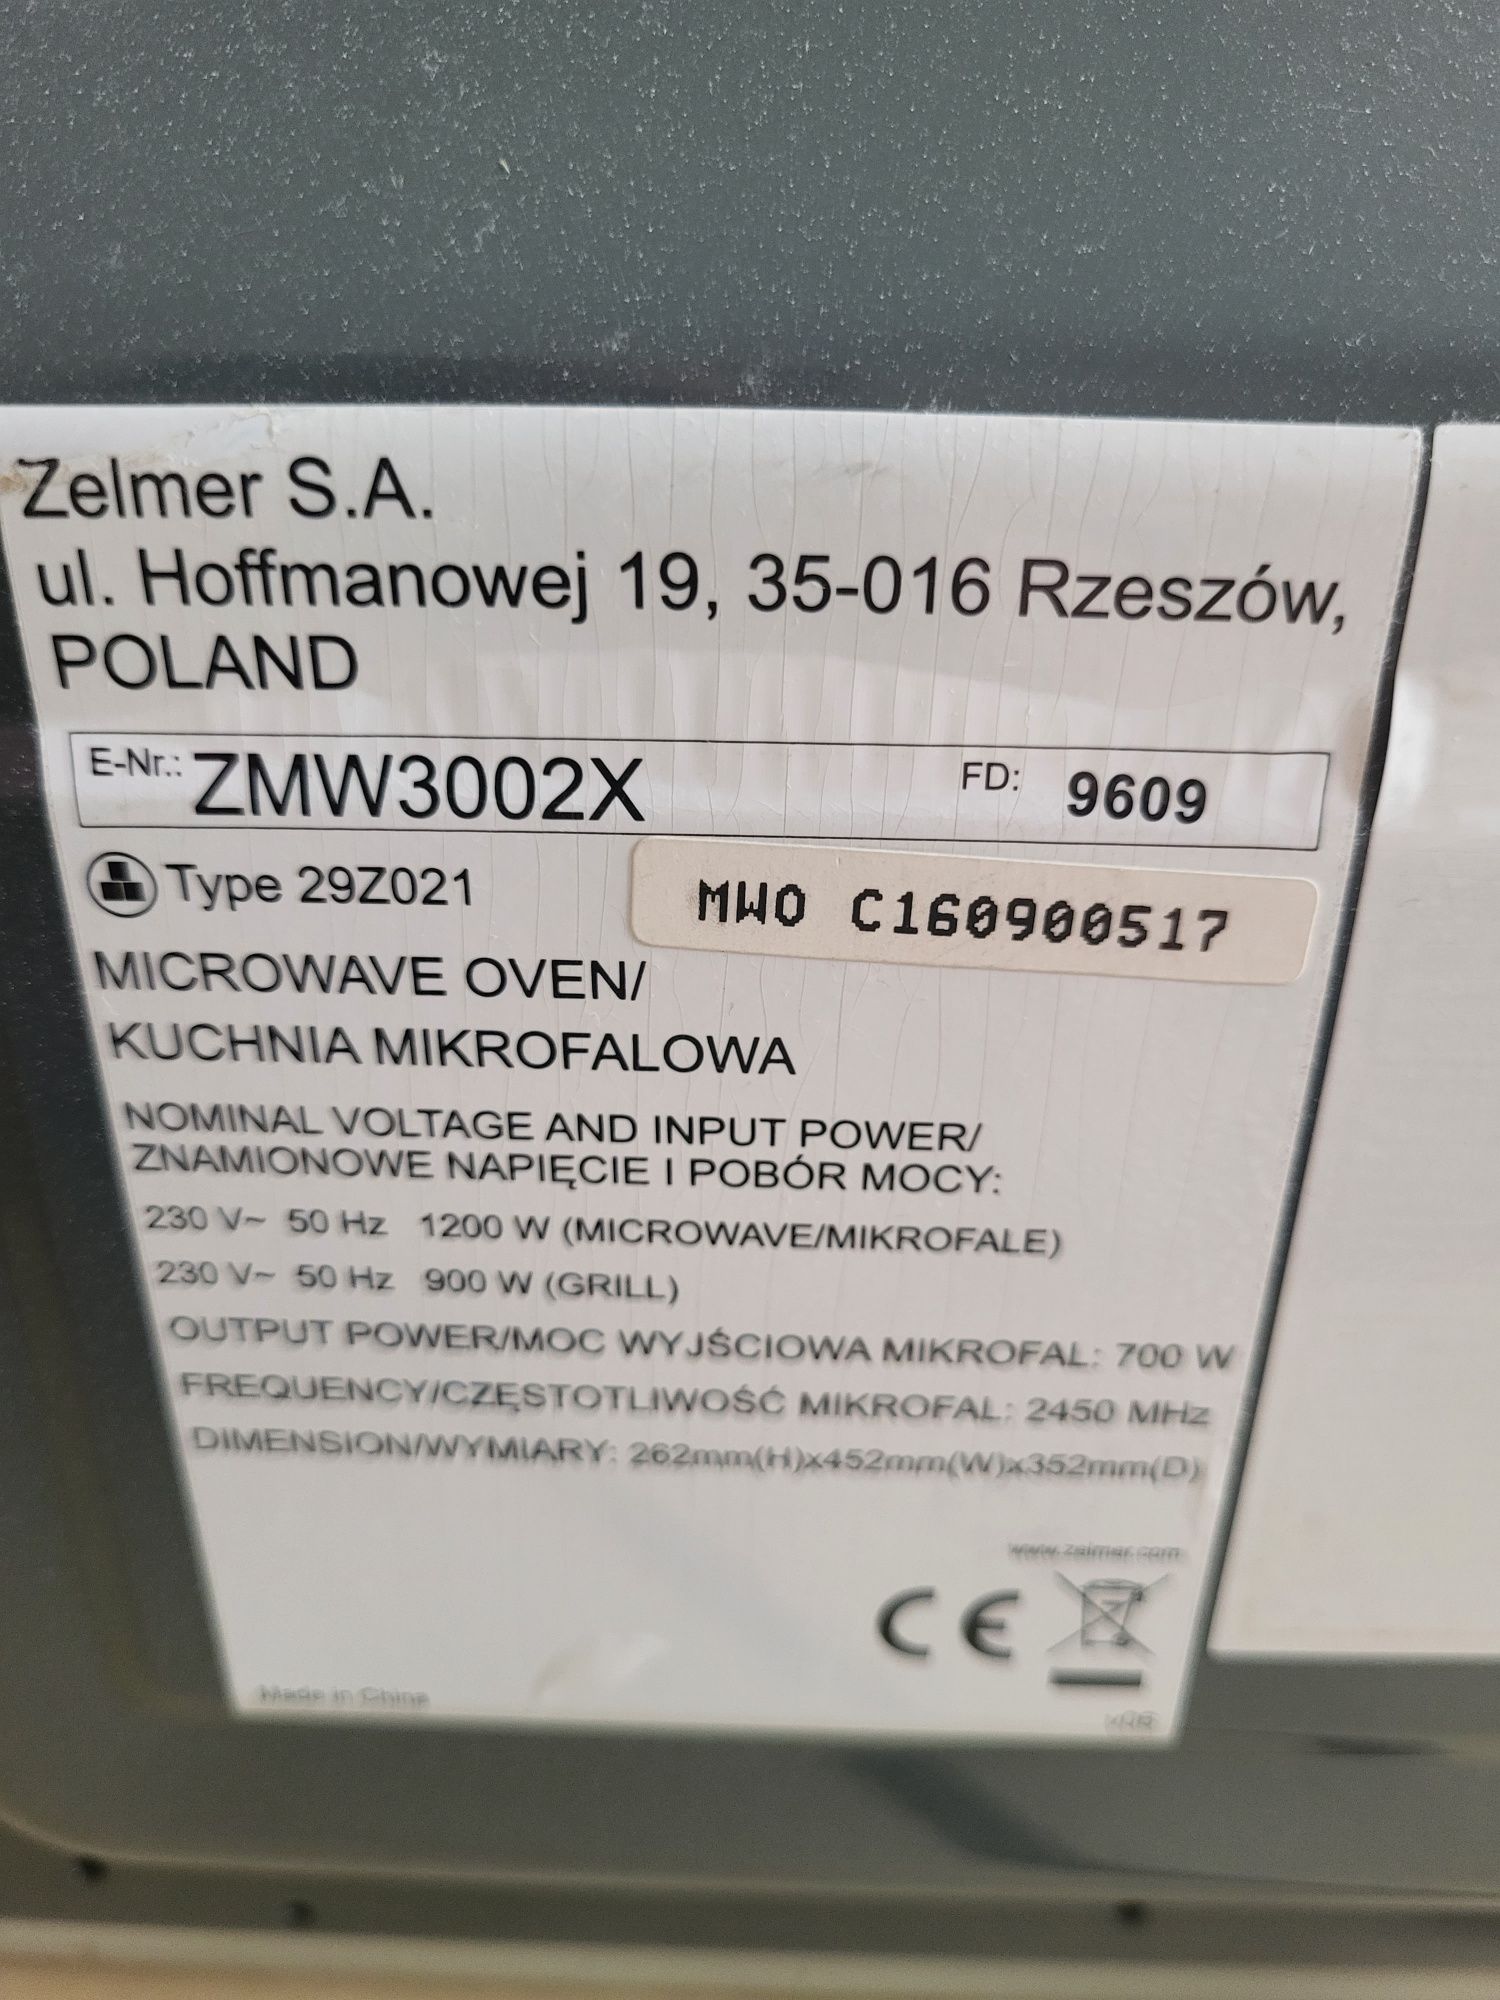 Zelmer S.A.
ul. Hoffmanowej 19, 35-016 Rzeszów,
POLAND
E-Nr.: ZMW3002X FD: 9609
Type 29Z021
MWO C160900517
MICROWAVE OVEN/
KUCHNIA MIKROFALOWA
NOMINAL VOLTAGE AND INPUT POWER/
ZNAMIONOWE NAPIĘCIE I POBÓR MOCY:
230 V~ 50 Hz 1200 W (MICROWAVE/MIKROFALE)
230 V~ 50 Hz 900 W (GRILL)
OUTPUT POWER/MOC WYJŚCIOWA MIKROFAL: 700 W
FREQUENCY/CZĘSTOTLIWOŚĆ MIKROFAL: 2450 MHz
DIMENSION/WYMIARY: 262mm(H)x452mm(W)x352mm(D)
www.zelmer.com
CE
Made in China